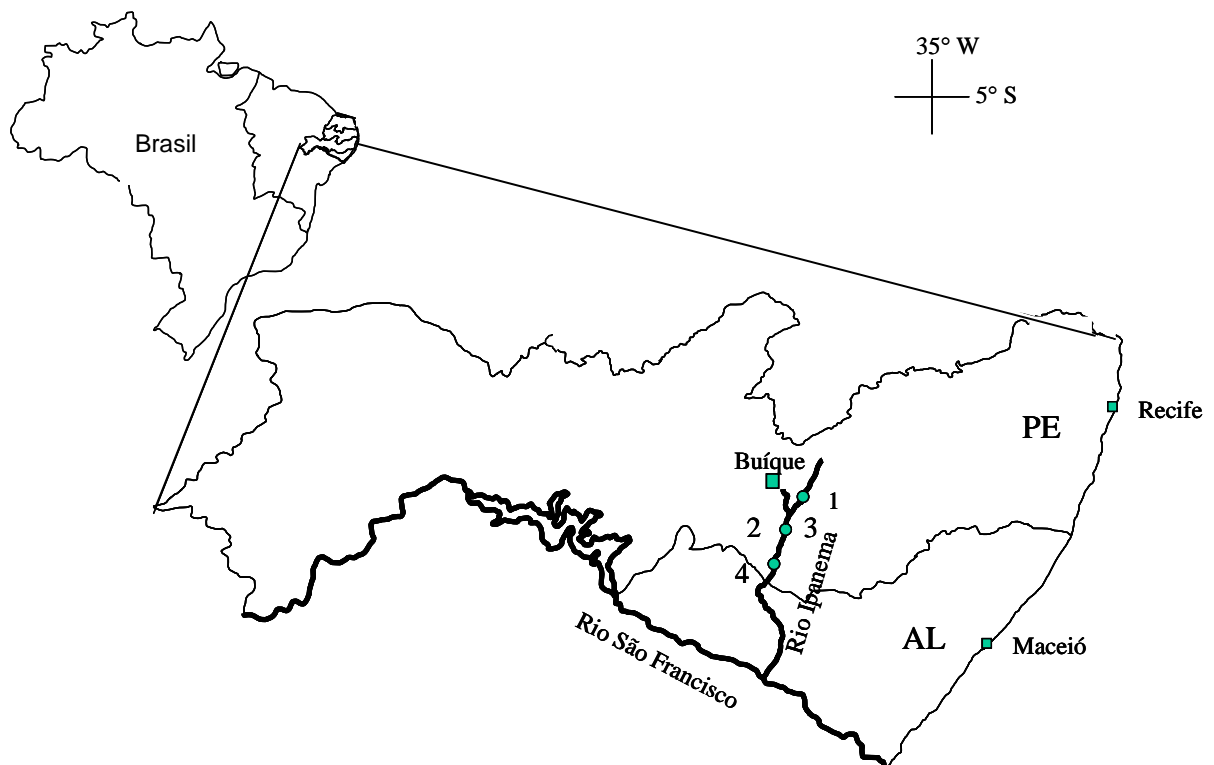 35° W
5° S
Brasil
Recife
PE
Buíque
1
2
3
4
Rio Ipanema
AL
Maceió
Rio São Francisco